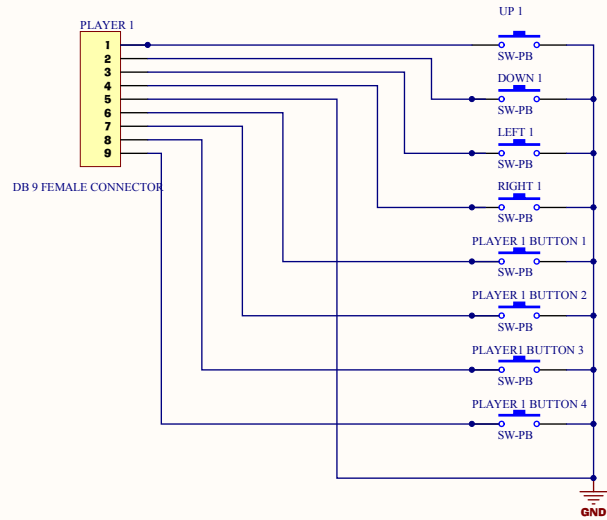 PLAYER 1
1
2
3
4
5
6
7
8
9
DB 9 FEMALE CONNECTOR
UP 1
SW-PB
DOWN 1
SW-PB
LEFT 1
SW-PB
RIGHT 1
SW-PB
PLAYER 1 BUTTON 1
SW-PB
PLAYER 1 BUTTON 2
SW-PB
PLAYER1 BUTTON 3
SW-PB
PLAYER 1 BUTTON 4
SW-PB
GND